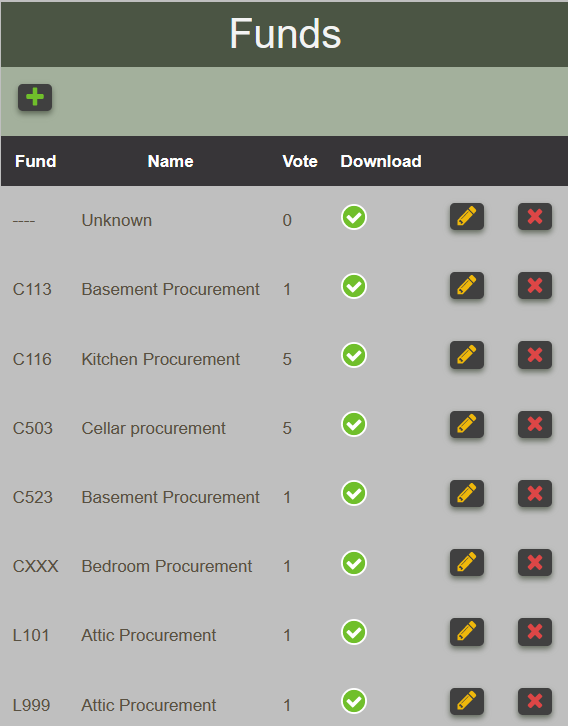 Funds
Fund Name Vote Download
---- Unknown 0
C113 Basement Procurement 1
C116 Kitchen Procurement 5
C503 Cellar procurement 5
C523 Basement Procurement 1
CXXX Bedroom Procurement 1
L101 Attic Procurement 1
L999 Attic Procurement 1